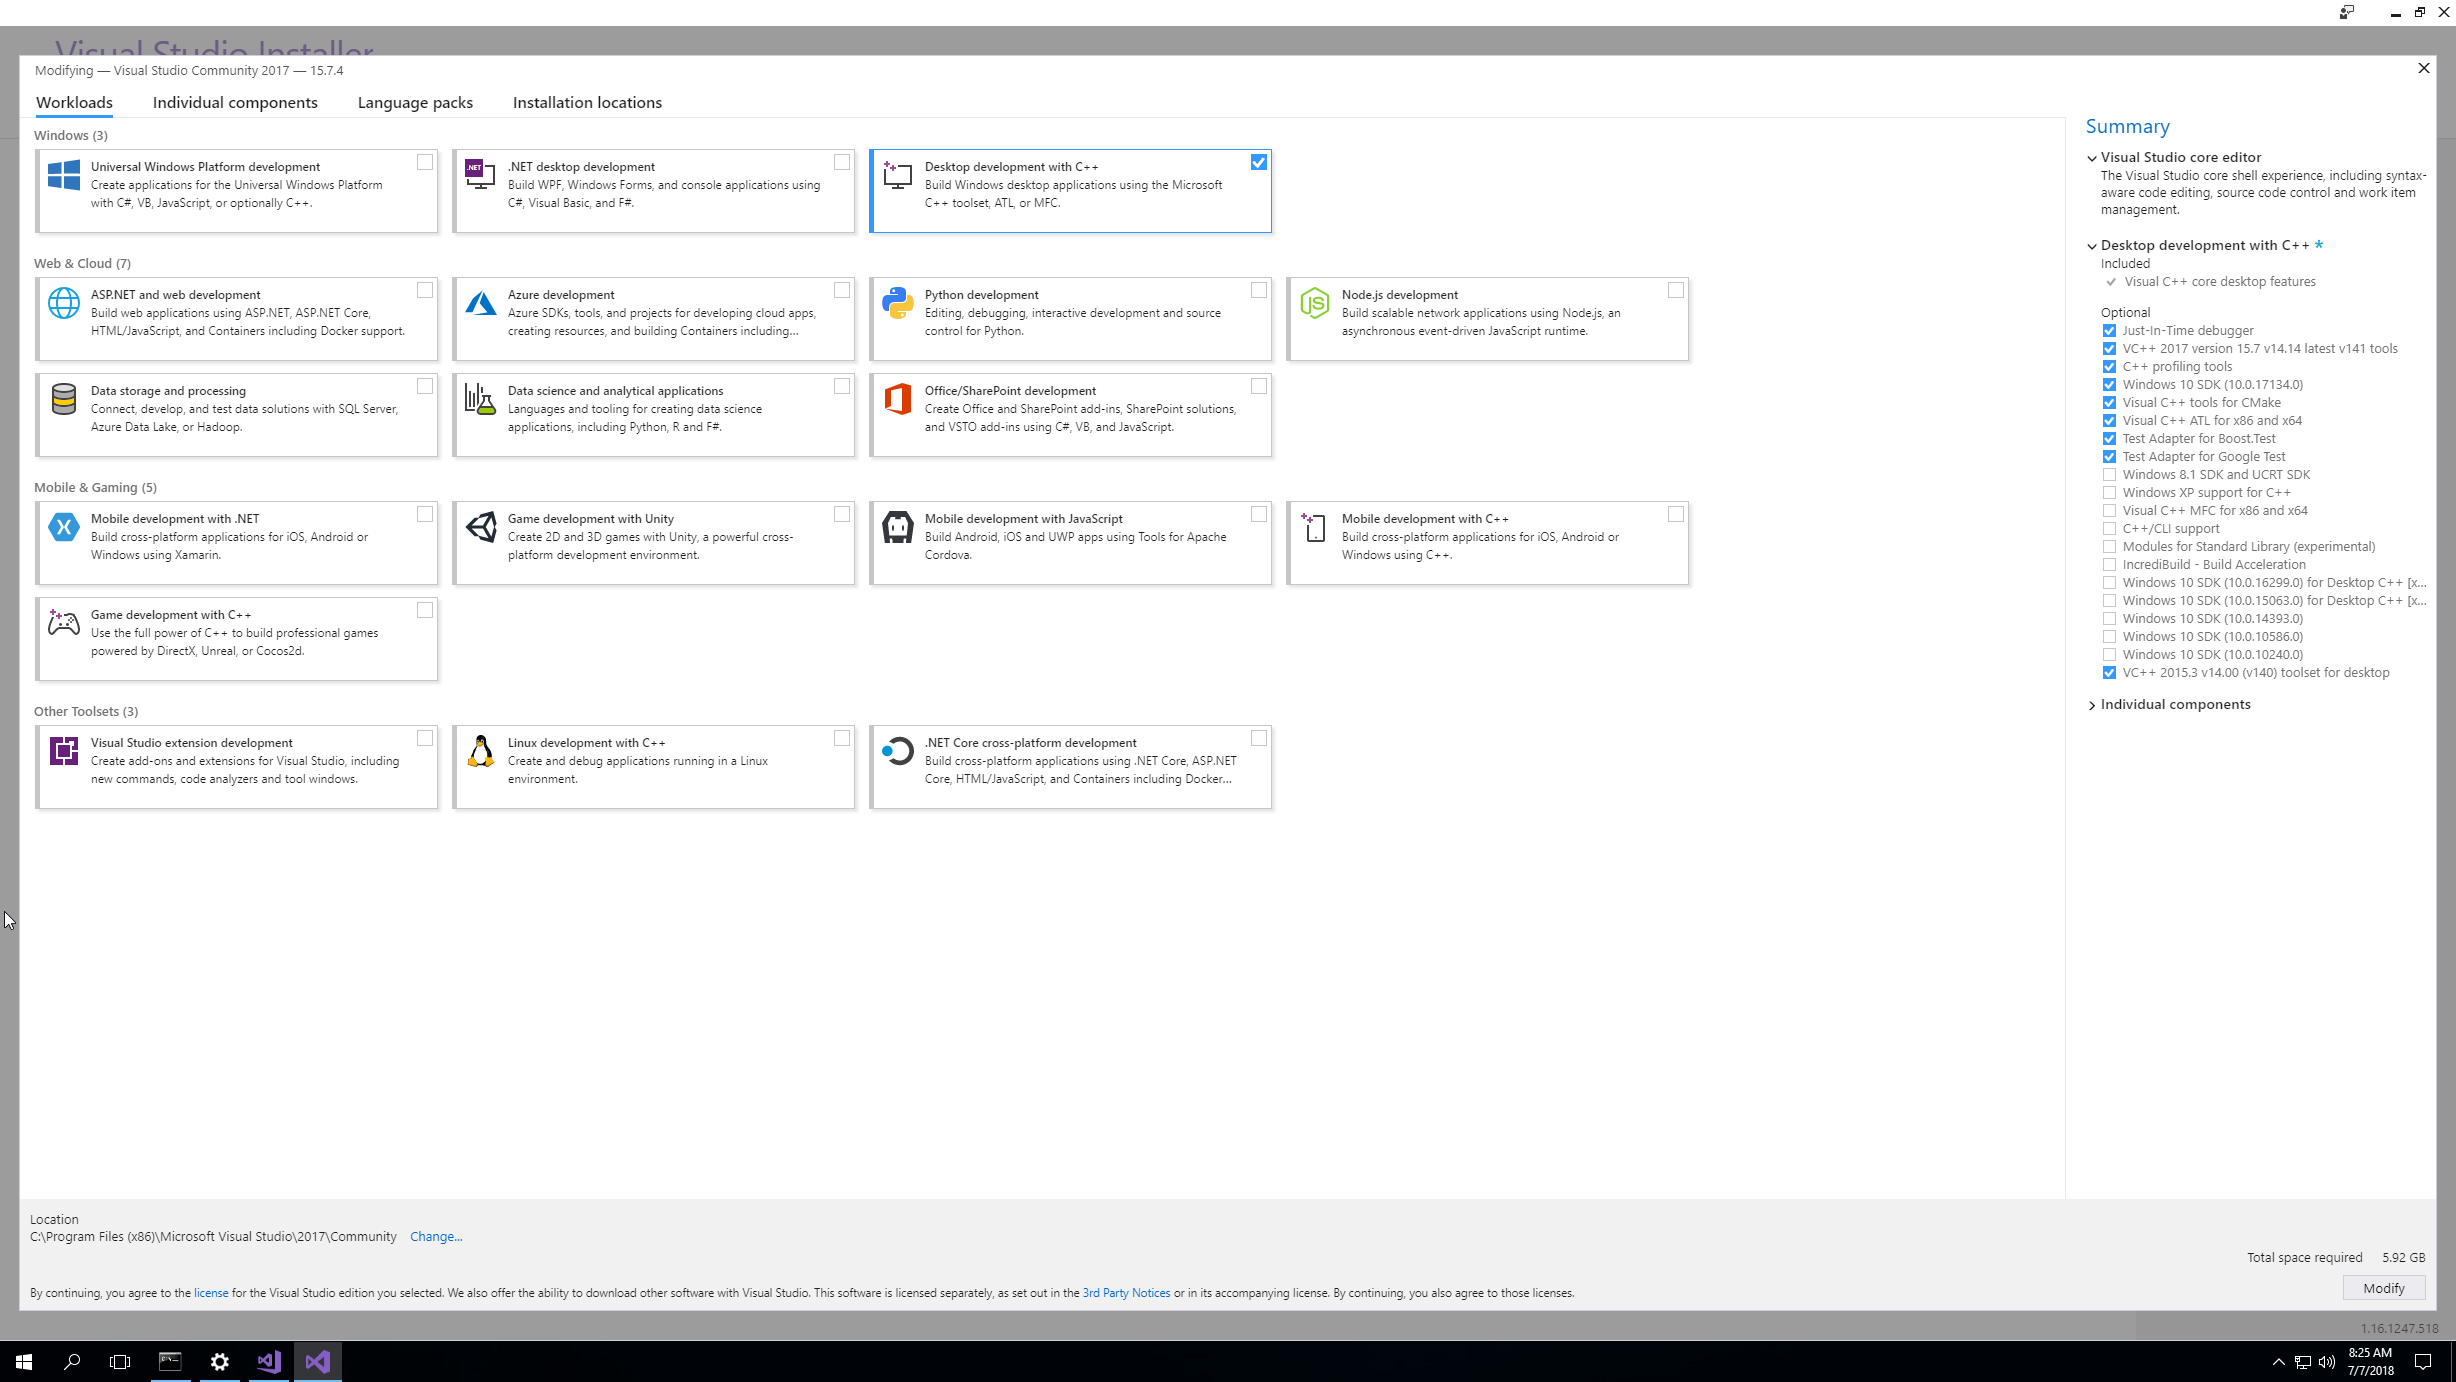 Visual Studio Installer
Modifying — Visual Studio Community 2017 — 15.7.4
Workloads
Individual components
Language packs
Installation locations
Windows (3)
Universal Windows Platform development
Create applications for the Universal Windows Platform
with C#, VB, JavaScript, or optionally C++.
.NET
.NET desktop development
Build WPF, Windows Forms, and console applications using
C#, Visual Basic, and F#.
Desktop development with C++
Build Windows desktop applications using the Microsoft
C++ toolset, ATL, or MFC.
Web & Cloud (7)
ASP.NET and web development
Build web applications using ASP.NET, ASP.NET Core,
HTML/JavaScript, and Containers including Docker support.
Azure development
Azure SDKs, tools, and projects for developing cloud apps,
creating resources, and building Containers including...
Python development
Editing, debugging, interactive development and source
control for Python.
Node.js development
Build scalable network applications using Node.js, an
asynchronous event-driven JavaScript runtime.
Data storage and processing
Connect, develop, and test data solutions with SQL Server,
Azure Data Lake, or Hadoop.
Data science and analytical applications
Languages and tooling for creating data science
applications, including Python, R and F#.
Office/SharePoint development
Create Office and SharePoint add-ins, SharePoint solutions,
and VSTO add-ins using C#, VB, and JavaScript.
Mobile & Gaming (5)
Mobile development with .NET
Build cross-platform applications for iOS, Android or
Windows using Xamarin.
Game development with Unity
Create 2D and 3D games with Unity, a powerful cross-
platform development environment.
Mobile development with JavaScript
Build Android, iOS and UWP apps using Tools for Apache
Cordova.
Mobile development with C++
Build cross-platform applications for iOS, Android or
Windows using C++.
Game development with C++
Use the full power of C++ to build professional games
powered by DirectX, Unreal, or Cocos2d.
Other Toolsets (3)
Visual Studio extension development
Create add-ons and extensions for Visual Studio, including
new commands, code analyzers and tool windows.
Linux development with C++
Create and debug applications running in a Linux
environment.
.NET Core cross-platform development
Build cross-platform applications using .NET Core, ASP.NET
Core, HTML/JavaScript, and Containers including Docker...
Summary
Visual Studio core editor
The Visual Studio core shell experience, including syntax-
aware code editing, source code control and work item
management.
Desktop development with C++ *
Included
Visual C++ core desktop features
Optional
Just-In-Time debugger
VC++ 2017 version 15.7 v14.14 latest v141 tools
C++ profiling tools
Windows 10 SDK (10.0.17134.0)
Visual C++ tools for CMake
Visual C++ ATL for x86 and x64
Test Adapter for Boost.Test
Test Adapter for Google Test
Windows 8.1 SDK and UCRT SDK
Windows XP support for C++
Visual C++ MFC for x86 and x64
C++/CLI support
Modules for Standard Library (experimental)
IncrediBuild - Build Acceleration
Windows 10 SDK (10.0.16299.0) for Desktop C++ [x...
Windows 10 SDK (10.0.15063.0) for Desktop C++ [x...
Windows 10 SDK (10.0.14393.0)
Windows 10 SDK (10.0.10586.0)
Windows 10 SDK (10.0.10240.0)
VC++ 2015.3 v14.00 (v140) toolset for desktop
Individual components
Location
C:\Program Files (x86)\Microsoft Visual Studio\2017\Community Change...
Total space required 5.92 GB
By continuing, you agree to the license for the Visual Studio edition you selected. We also offer the ability to download other software with Visual Studio. This software is licensed separately, as set out in the 3rd Party Notices or in its accompanying license. By continuing, you also agree to those licenses.
Modify
1.16.1247.518
8:25 AM
7/7/2018